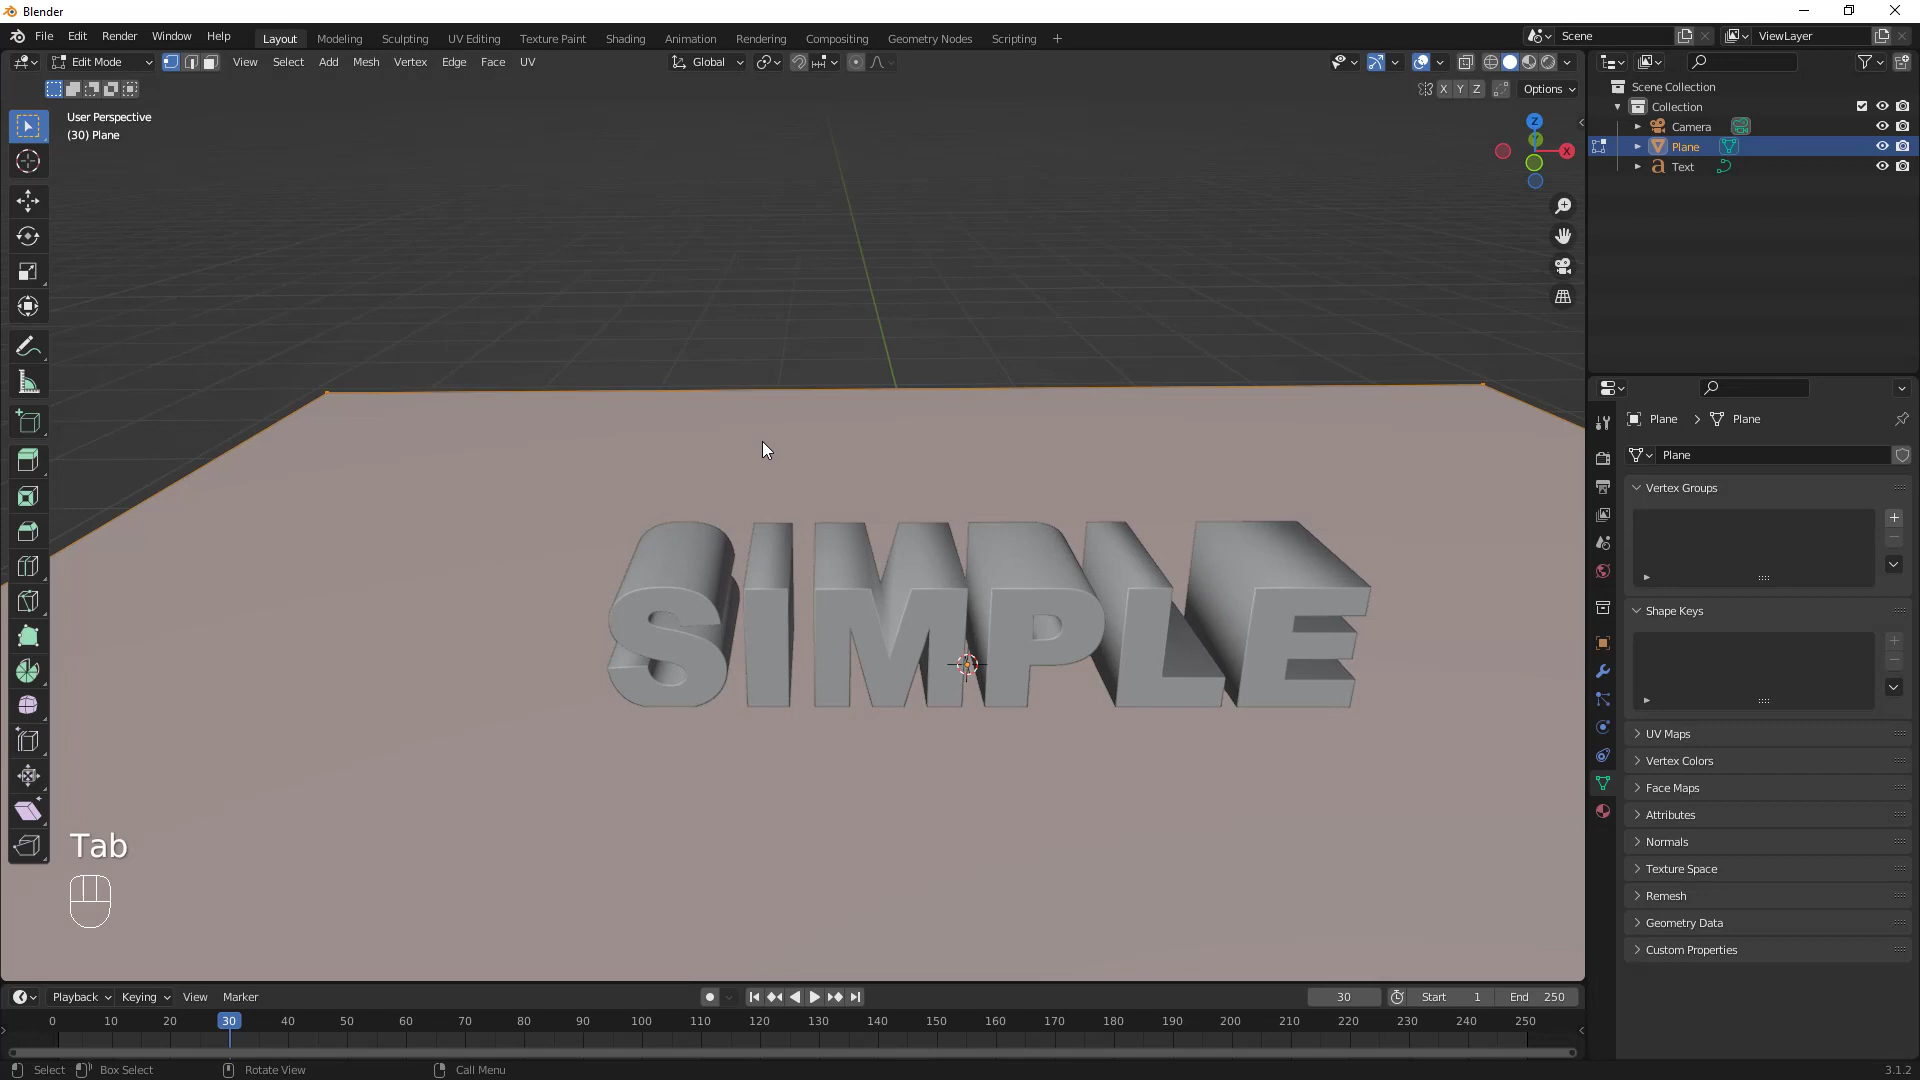 Blender
File Edit Render Window Help
Layout Modeling Sculpting UV Editing Texture Paint Shading Animation Rendering Compositing Geometry Nodes Scripting +
Scene
ViewLayer
Edit Mode
View Select Add Mesh Vertex Edge Face UV
Global
X Y Z
Options
User Perspective
(30) Plane
Z
X
Scene Collection
Collection
Camera
Plane
Text
Plane > Plane
Plane
Vertex Groups
Shape Keys
UV Maps
Vertex Colors
Face Maps
Attributes
Normals
Texture Space
Remesh
Geometry Data
Custom Properties
SIMPLE
Tab
Playback Keying View Marker
30
Start 1
End 250
0 10 20 30 40 50 60 70 80 90 100 110 120 130 140 150 160 170 180 190 200 210 220 230 240 250
Select Box Select Rotate View Call Menu
3.1.2